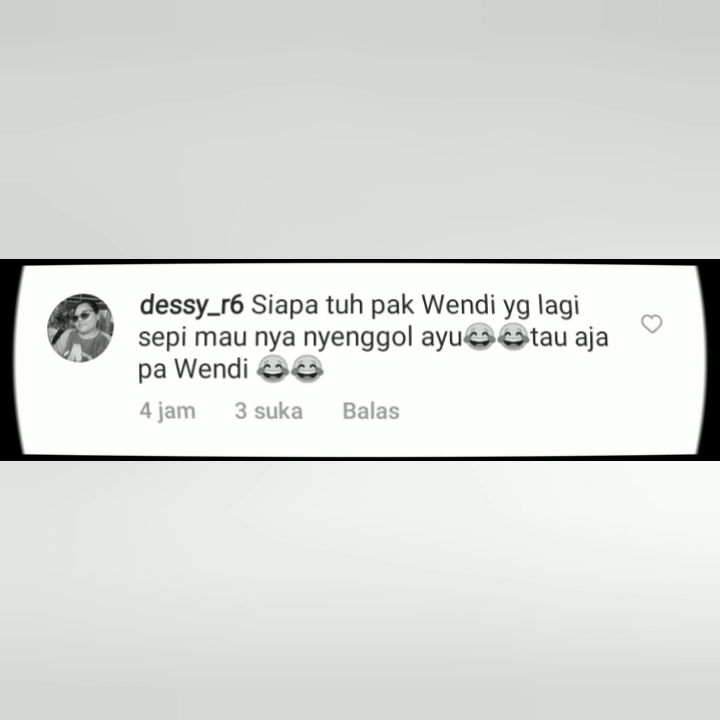 dessy_r6 Siapa tuh pak Wendi yg lagi
sepi mau nya nyenggol ayu😂😂tau aja
pa Wendi 😂😂
4 jam 3 suka Balas